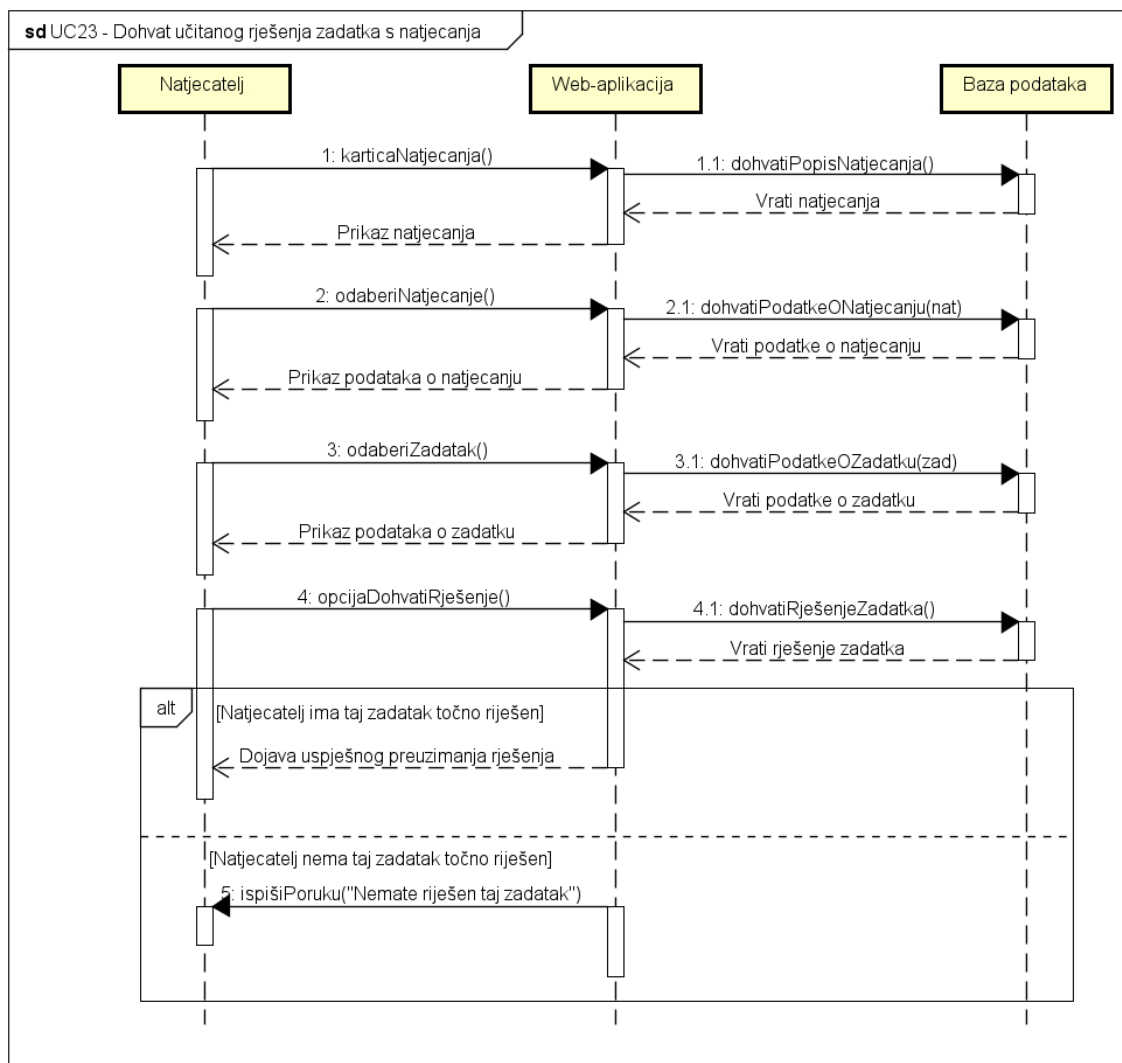 sd UC23 - Dohvat učitanog rješenja zadatka s natjecanja
Natjecatelj
Web-aplikacija
Baza podataka
1: karticaNatjecanja()
1.1: dohvatiPopisNatjecanja()
Vrati natjecanja
Prikaz natjecanja
2: odaberiNatjecanje()
2.1: dohvatiPodatkeONatjecanju(nat)
Vrati podatke o natjecanju
Prikaz podataka o natjecanju
3: odaberiZadatak()
3.1: dohvatiPodatkeOZadatku(zad)
Vrati podatke o zadatku
Prikaz podataka o zadatku
4: opcijaDohvatiRješenje()
4.1: dohvatiRješenjeZadatka()
Vrati rješenje zadatka
alt
[Natjecatelj ima taj zadatak točno riješen]
Dojava uspješnog preuzimanja rješenja
[Natjecatelj nema taj zadatak točno riješen]
5: ispišiPoruku("Nemate riješen taj zadatak")